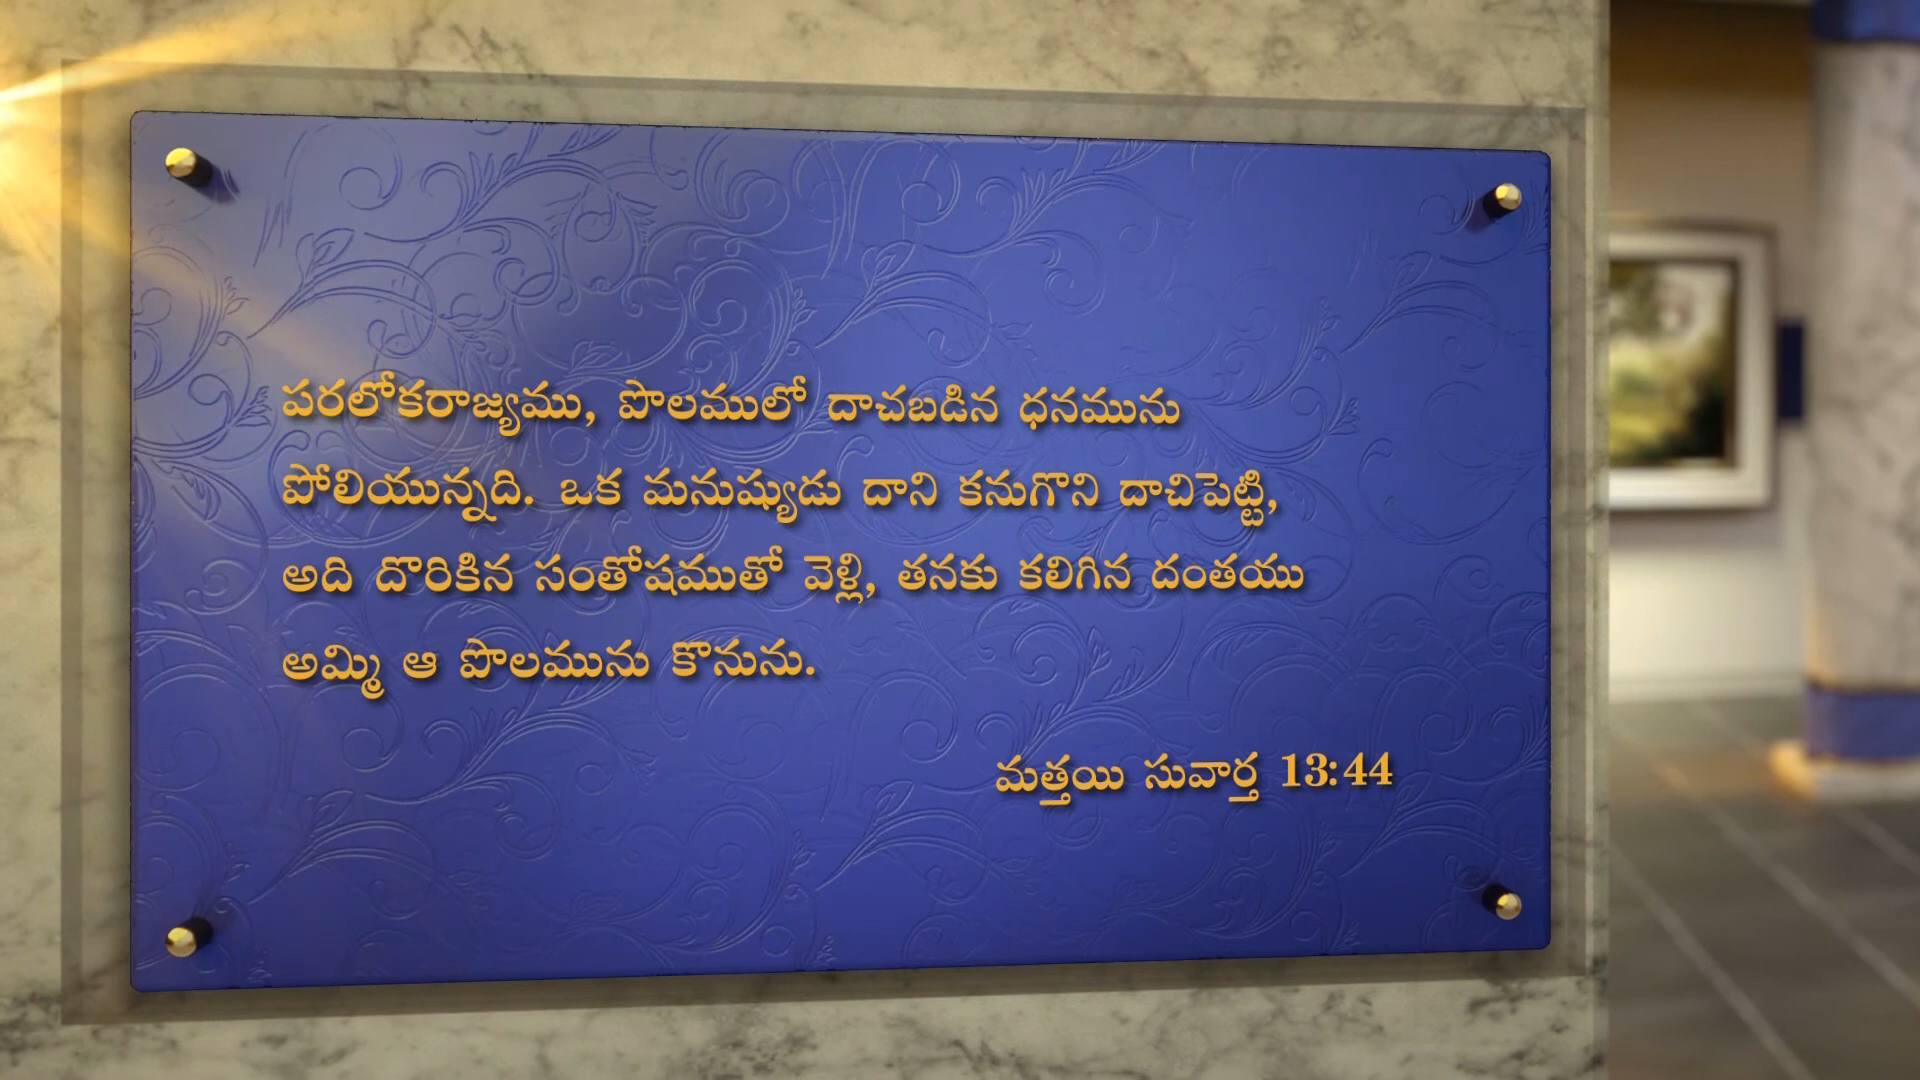 పరలోకరాజ్యము, పొలములో దాచబడిన ధనమును
పోలియున్నది. ఒక మనుష్యుడు దాని కనుగొని దాచిపెట్టి,
అది దొరికిన సంతోషముతో వెళ్లి, తనకు కలిగిన దంతయు
అమ్మి ఆ పొలమును కొనును.
మత్తయి సువార్త 13:44